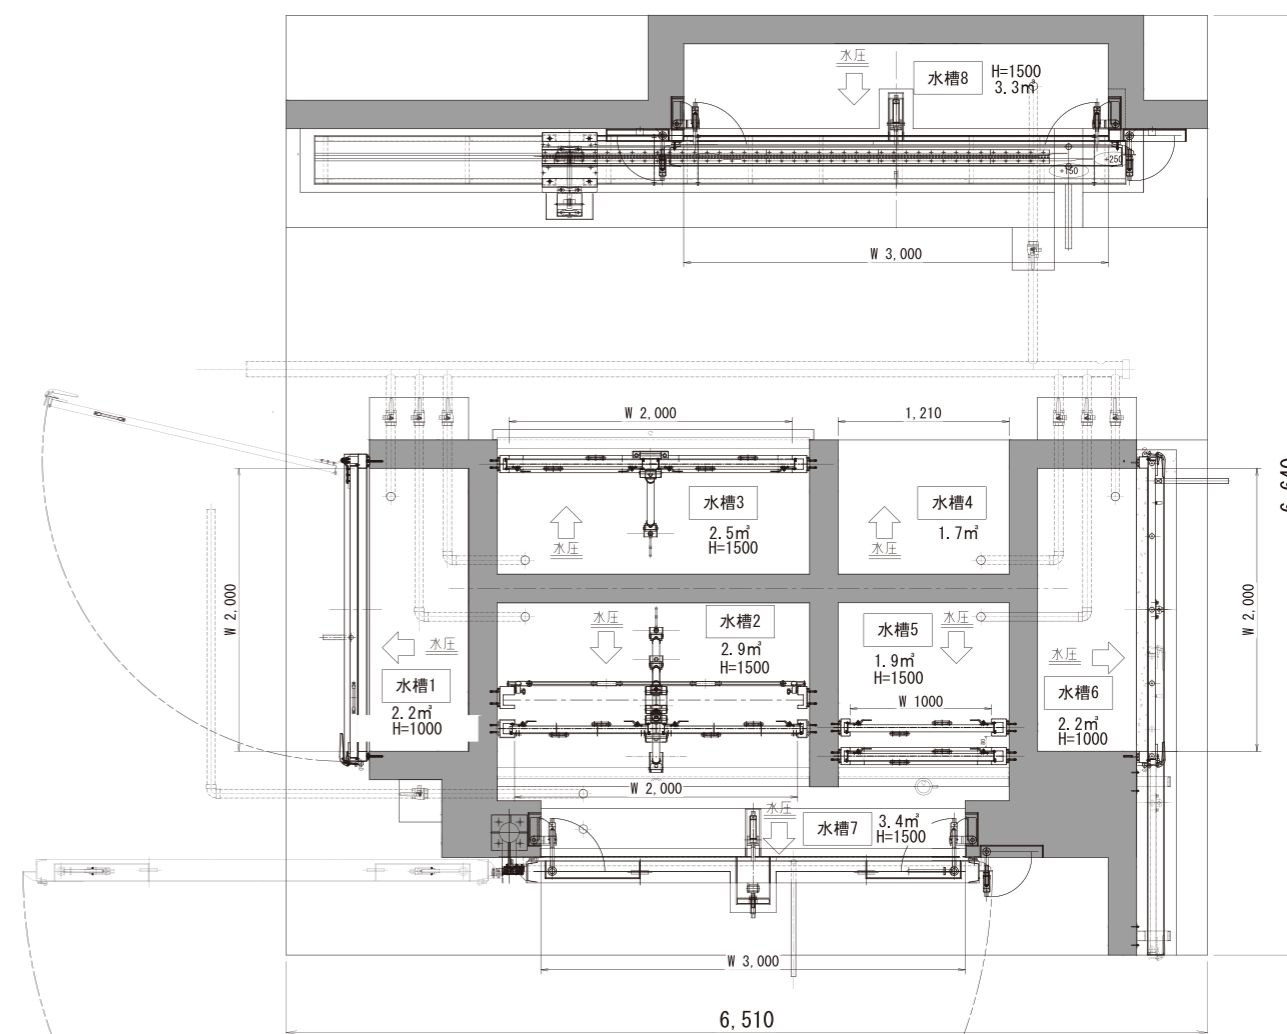 水圧
水槽8
H=1500
3.3㎥
+250
+150
W 3,000
W 2,000
1,210
水槽3
2.5㎥
H=1500
水圧
水槽4
1.7㎥
水圧
W 2,000
水圧
水槽1
2.2㎥
H=1000
水圧
水槽2
2.9㎥
H=1500
水槽5
1.9㎥
H=1500
水圧
W 1000
水圧
水槽6
2.2㎥
H=1000
W 2,000
W 2,000
水圧
水槽7
3.4㎥
H=1500
W 3,000
6,510
6,640